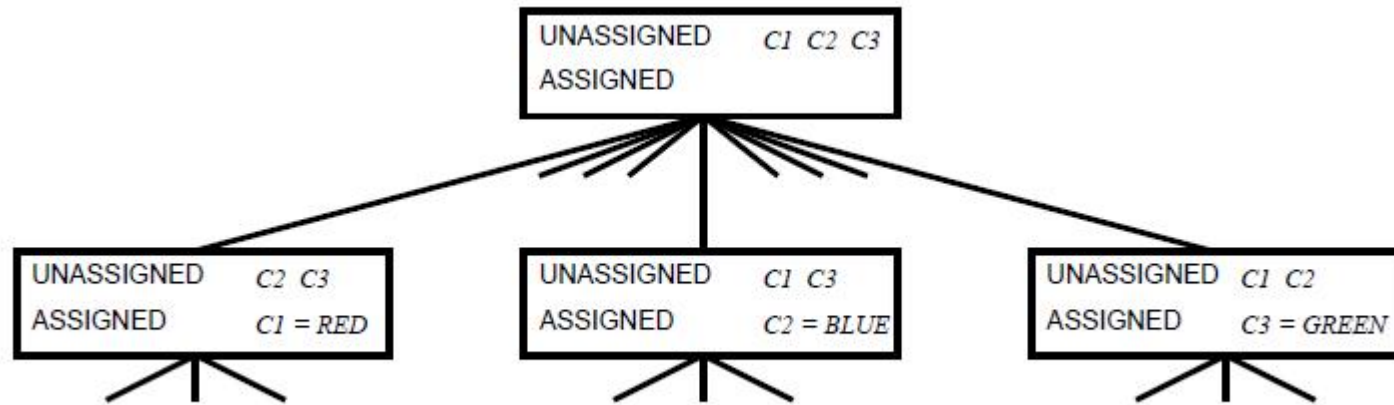 UNASSIGNED C1 C2 C3
ASSIGNED
UNASSIGNED C2 C3
ASSIGNED C1 = RED
UNASSIGNED C1 C3
ASSIGNED C2 = BLUE
UNASSIGNED C1 C2
ASSIGNED C3 = GREEN